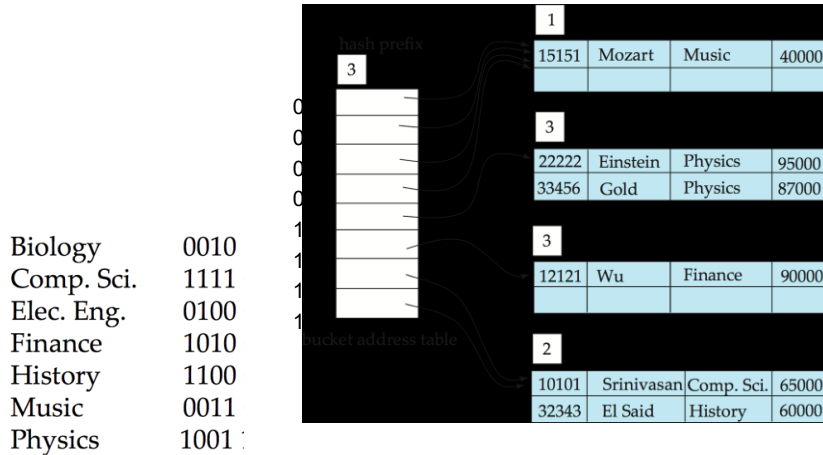 Biology 0010
Comp. Sci. 1111
Elec. Eng. 0100
Finance 1010
History 1100
Music 0011
Physics 1001
hash prefix
3
0
0
0
0
1
1
1
1
bucket address table
1
15151 Mozart Music 40000
3
22222 Einstein Physics 95000
33456 Gold Physics 87000
3
12121 Wu Finance 90000
2
10101 Srinivasan Comp. Sci. 65000
32343 El Said History 60000